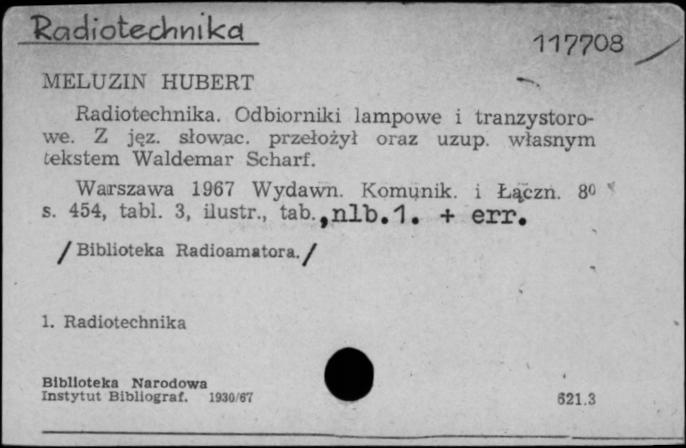 Radiotechnika
117708
MELUZIN HUBERT
Radiotechnika. Odbiorniki lampowe i tranzystoro-
we. Z jęz. słowac. przełożył oraz uzup. własnym
tekstem Waldemar Scharf.
Warszawa 1967 Wydawn. Komunik. i Łączn. 8⁰
s. 454, tabl. 3, ilustr., tab., nlb.1. + err.
/Biblioteka Radioamatora./
1. Radiotechnika
Biblioteka Narodowa
Instytut Bibliograf. 1930/67
621.3